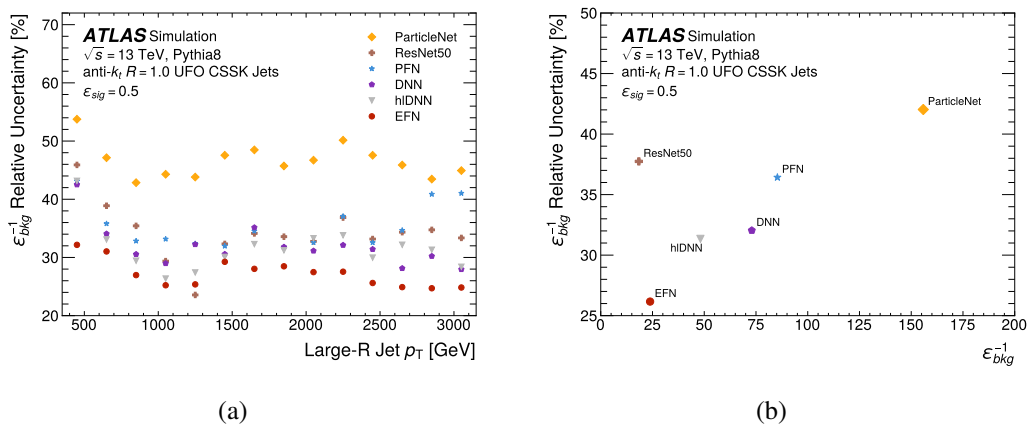 ATLAS Simulation
√s = 13 TeV, Pythia8
anti-kt R = 1.0 UFO CSSK Jets
εsig = 0.5
ParticleNet
ResNet50
PFN
DNN
hlDNN
EFN
ε⁻¹bkg Relative Uncertainty [%]
70
60
50
40
30
20
500 1000 1500 2000 2500 3000
Large-R Jet pT [GeV]
(a)
ATLAS Simulation
√s = 13 TeV, Pythia8
anti-kt R = 1.0 UFO CSSK Jets
εsig = 0.5
ε⁻¹bkg Relative Uncertainty [%]
50
45
40
35
30
25
ParticleNet
ResNet50
PFN
DNN
hlDNN
EFN
0 25 50 75 100 125 150 175 200
ε⁻¹bkg
(b)